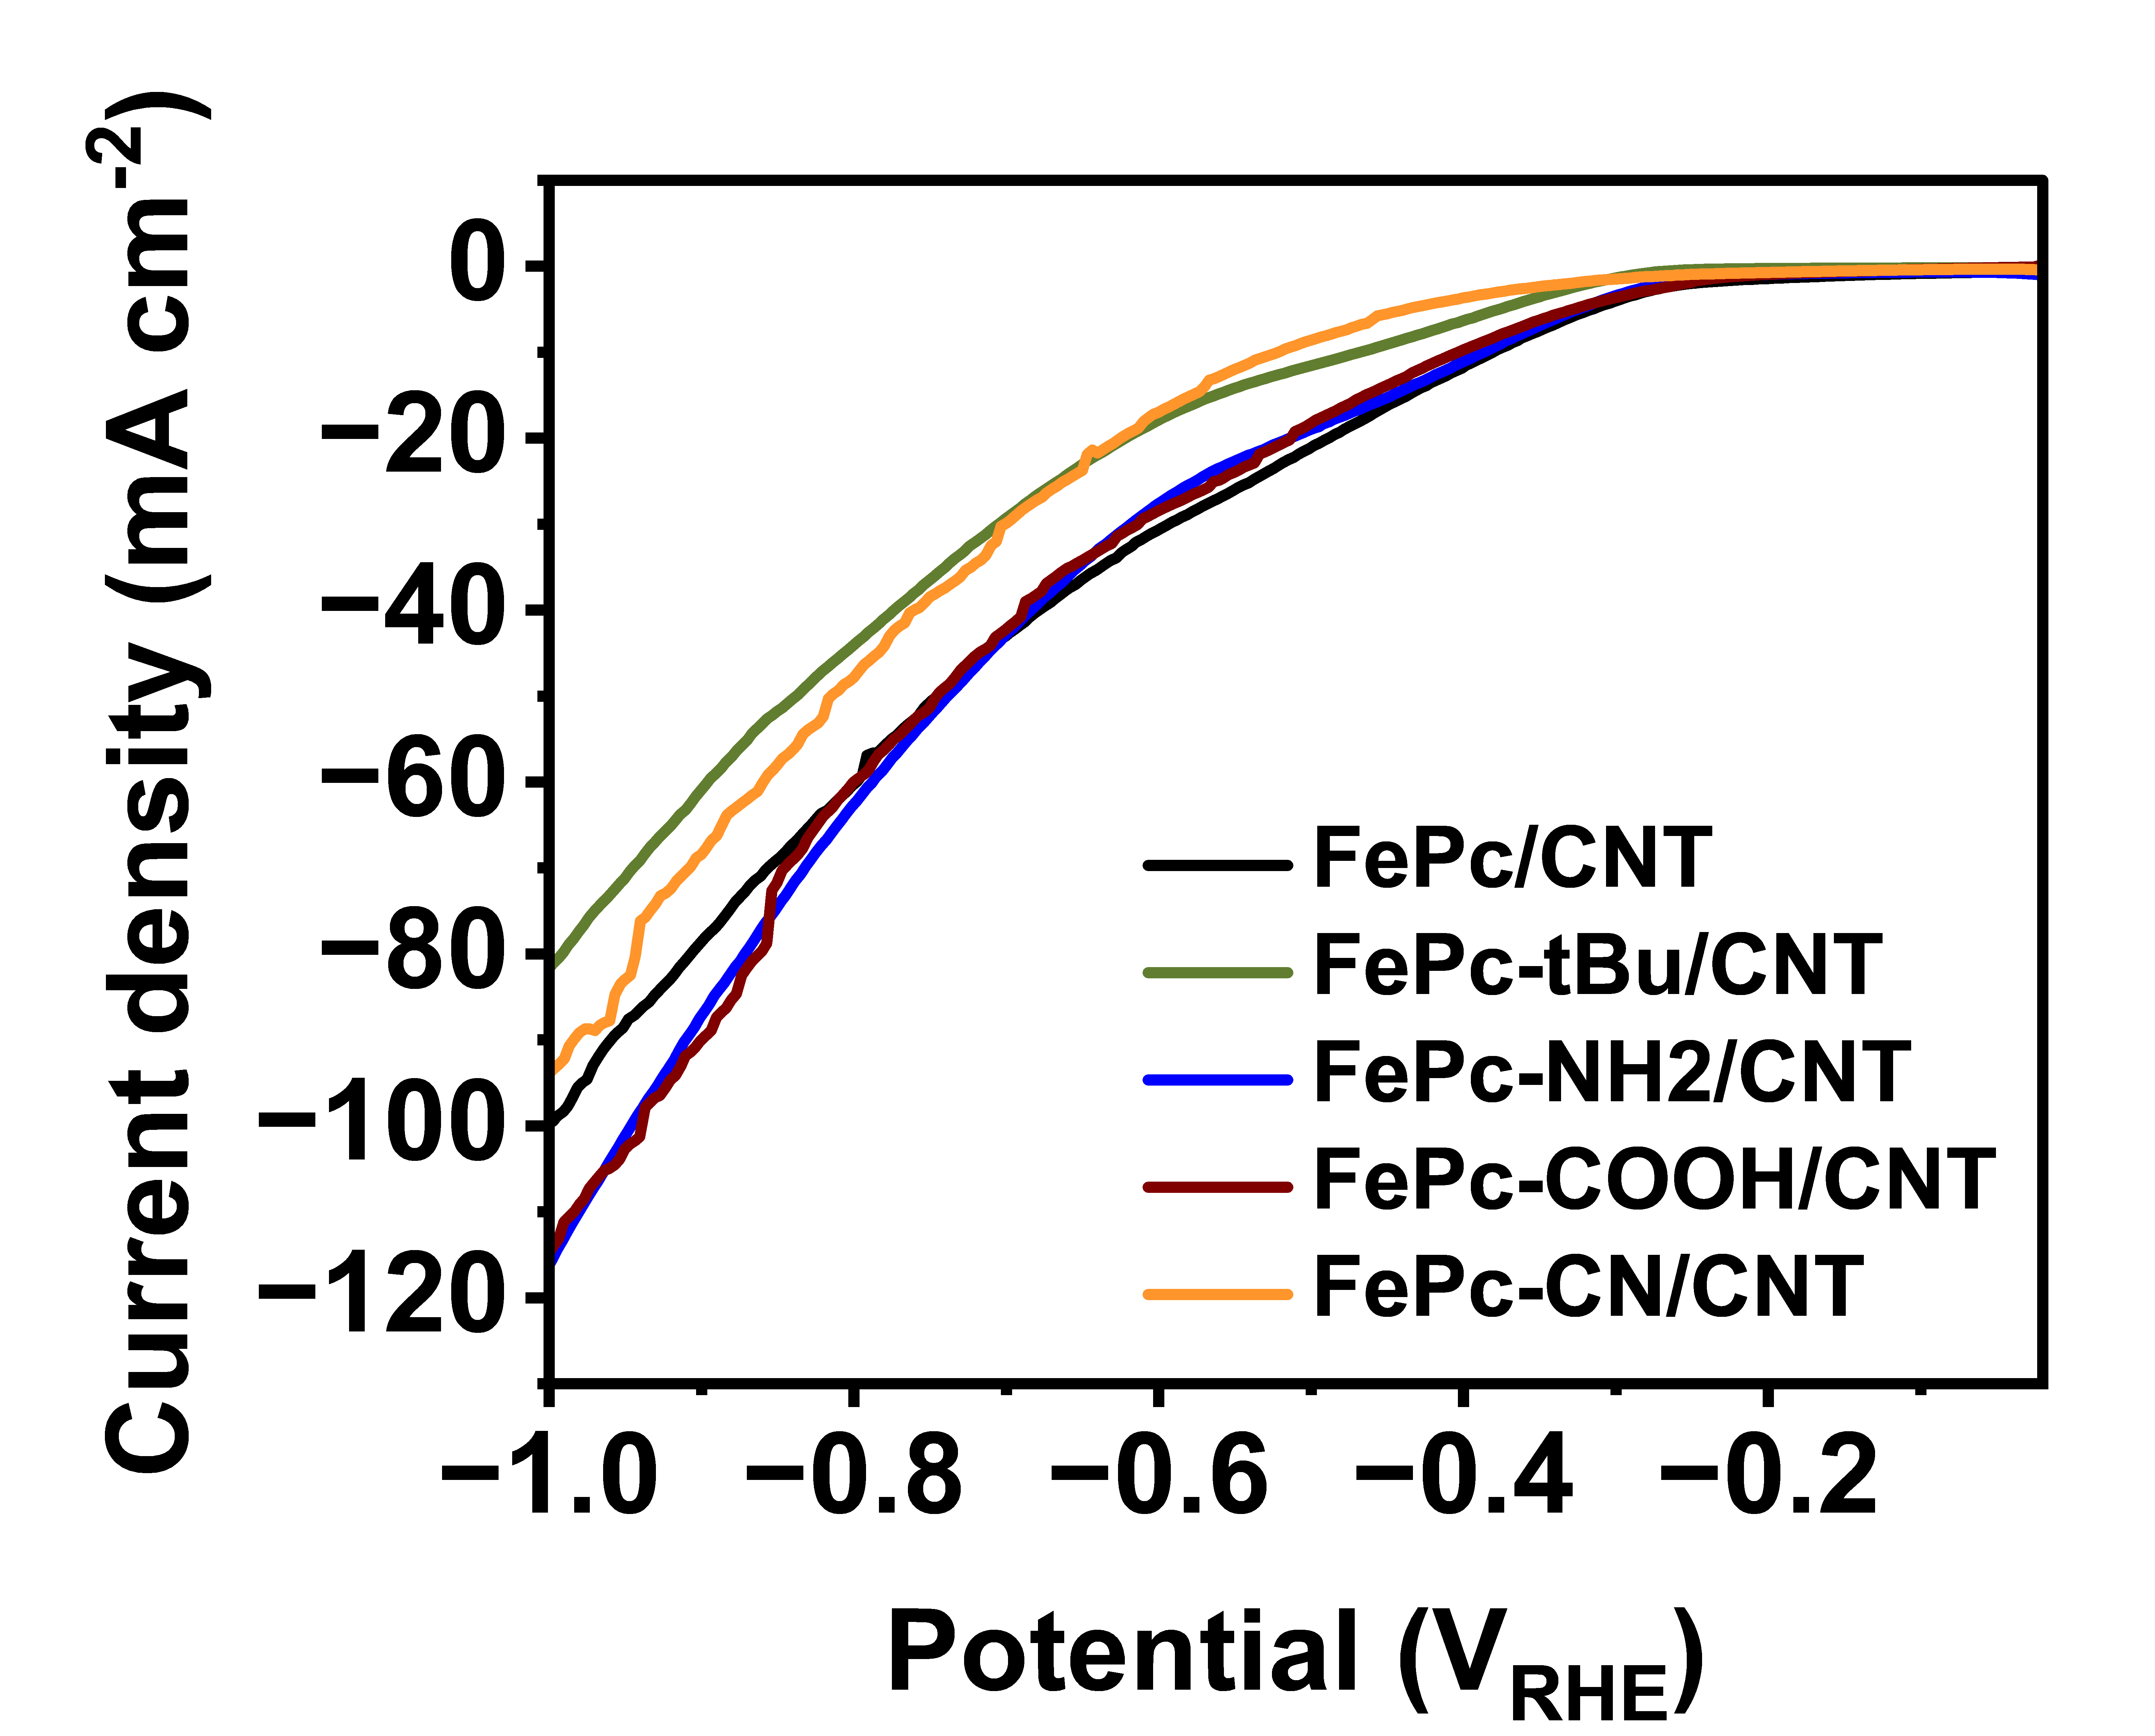 Current density (mA cm-2)
0
−20
−40
−60
−80
−100
−120
FePc/CNT
FePc-tBu/CNT
FePc-NH2/CNT
FePc-COOH/CNT
FePc-CN/CNT
−1.0 −0.8 −0.6 −0.4 −0.2
Potential (VRHE)